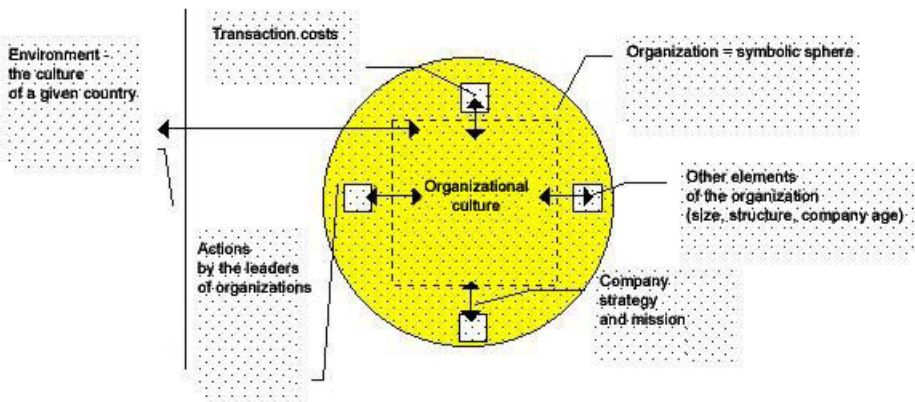 Transaction costs
Environment -
the culture
of a given country
Organization = symbolic sphere
Organizational
culture
Other elements
of the organization
(size, structure, company age)
Actions
by the leaders
of organizations
Company
strategy
and mission